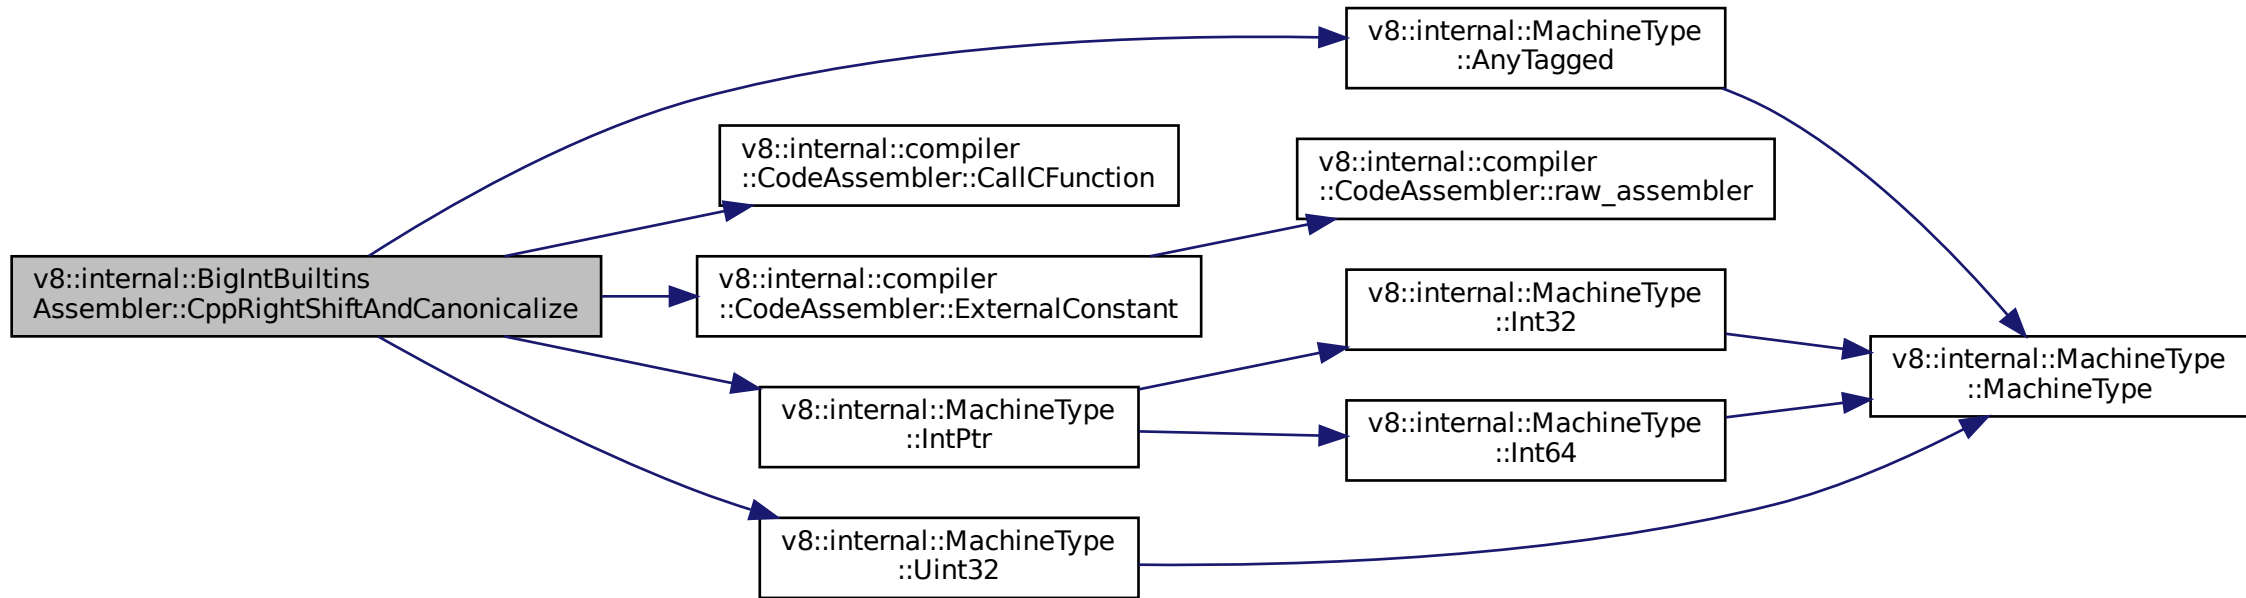 v8::internal::MachineType
::AnyTagged
v8::internal::compiler
::CodeAssembler::CallCFunction
v8::internal::compiler
::CodeAssembler::raw_assembler
v8::internal::BigIntBuiltins
Assembler::CppRightShiftAndCanonicalize
v8::internal::compiler
::CodeAssembler::ExternalConstant
v8::internal::MachineType
::Int32
v8::internal::MachineType
::MachineType
v8::internal::MachineType
::IntPtr
v8::internal::MachineType
::Int64
v8::internal::MachineType
::Uint32